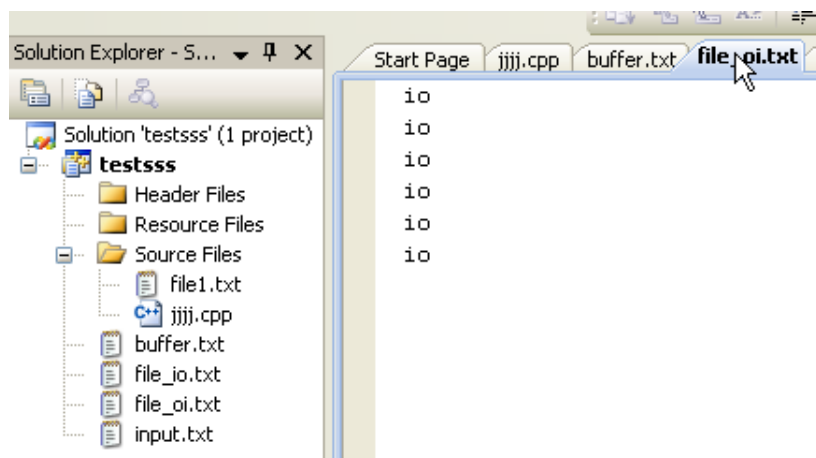 Solution Explorer - S...
Start Page jjjj.cpp buffer.txt file_oi.txt
Solution 'testsss' (1 project)
testsss
Header Files
Resource Files
Source Files
file1.txt
jjjj.cpp
buffer.txt
file_io.txt
file_oi.txt
input.txt
io
io
io
io
io
io